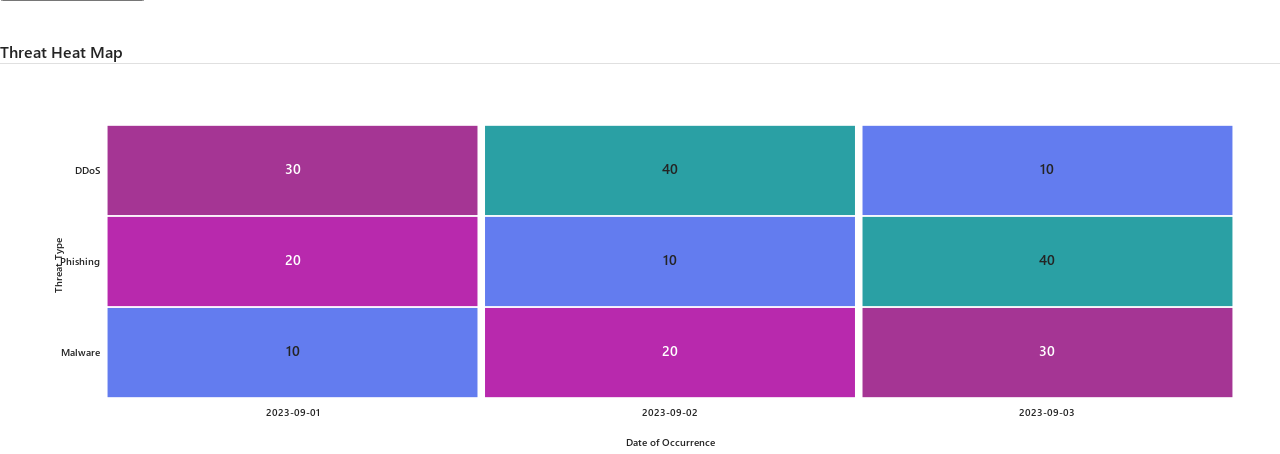 Threat Heat Map
DDoS
30
40
10
Threat Type
Phishing
20
10
40
Malware
10
20
30
2023-09-01
2023-09-02
2023-09-03
Date of Occurrence